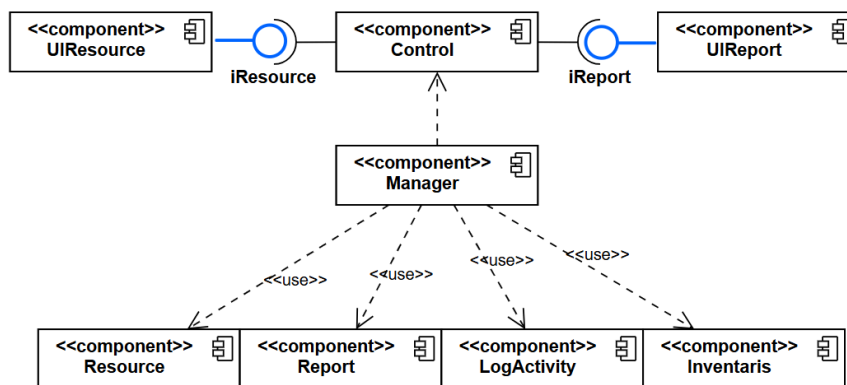 <<component>>
UIResource
iResource
<<component>>
Control
iReport
<<component>>
UIReport
<<component>>
Manager
<<use>>
<<use>>
<<use>>
<<use>>
<<component>>
Resource
<<component>>
Report
<<component>>
LogActivity
<<component>>
Inventaris